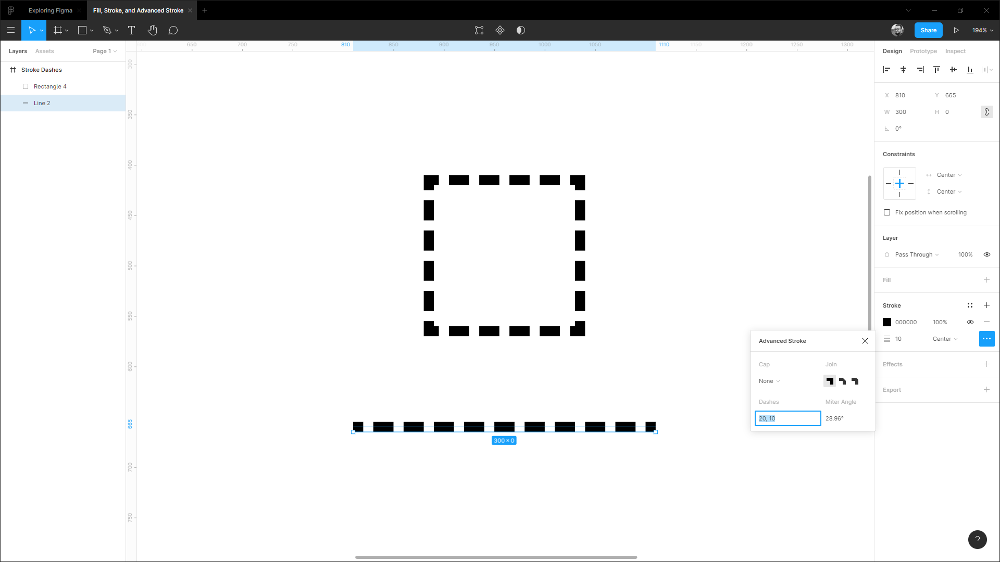 Exploring Figma
Fill, Stroke, and Advanced Stroke
Share
194%
Layers
Assets
Page 1
600 650 700 750 810 850 900 950 1000 1050 1110 1150 1200 1250 1300
Design
Prototype
Inspect
Stroke Dashes
Rectangle 4
Line 2
300
350
400
450
500
550
600
665
700
750
X 810
Y 665
W 300
H 0
0°
Constraints
Center
Center
Fix position when scrolling
Layer
Pass Through
100%
Fill
Stroke
000000
100%
10
Center
Effects
Export
Advanced Stroke
Cap
Join
None
Dashes
Miter Angle
20, 10
28.96°
300 × 0
?